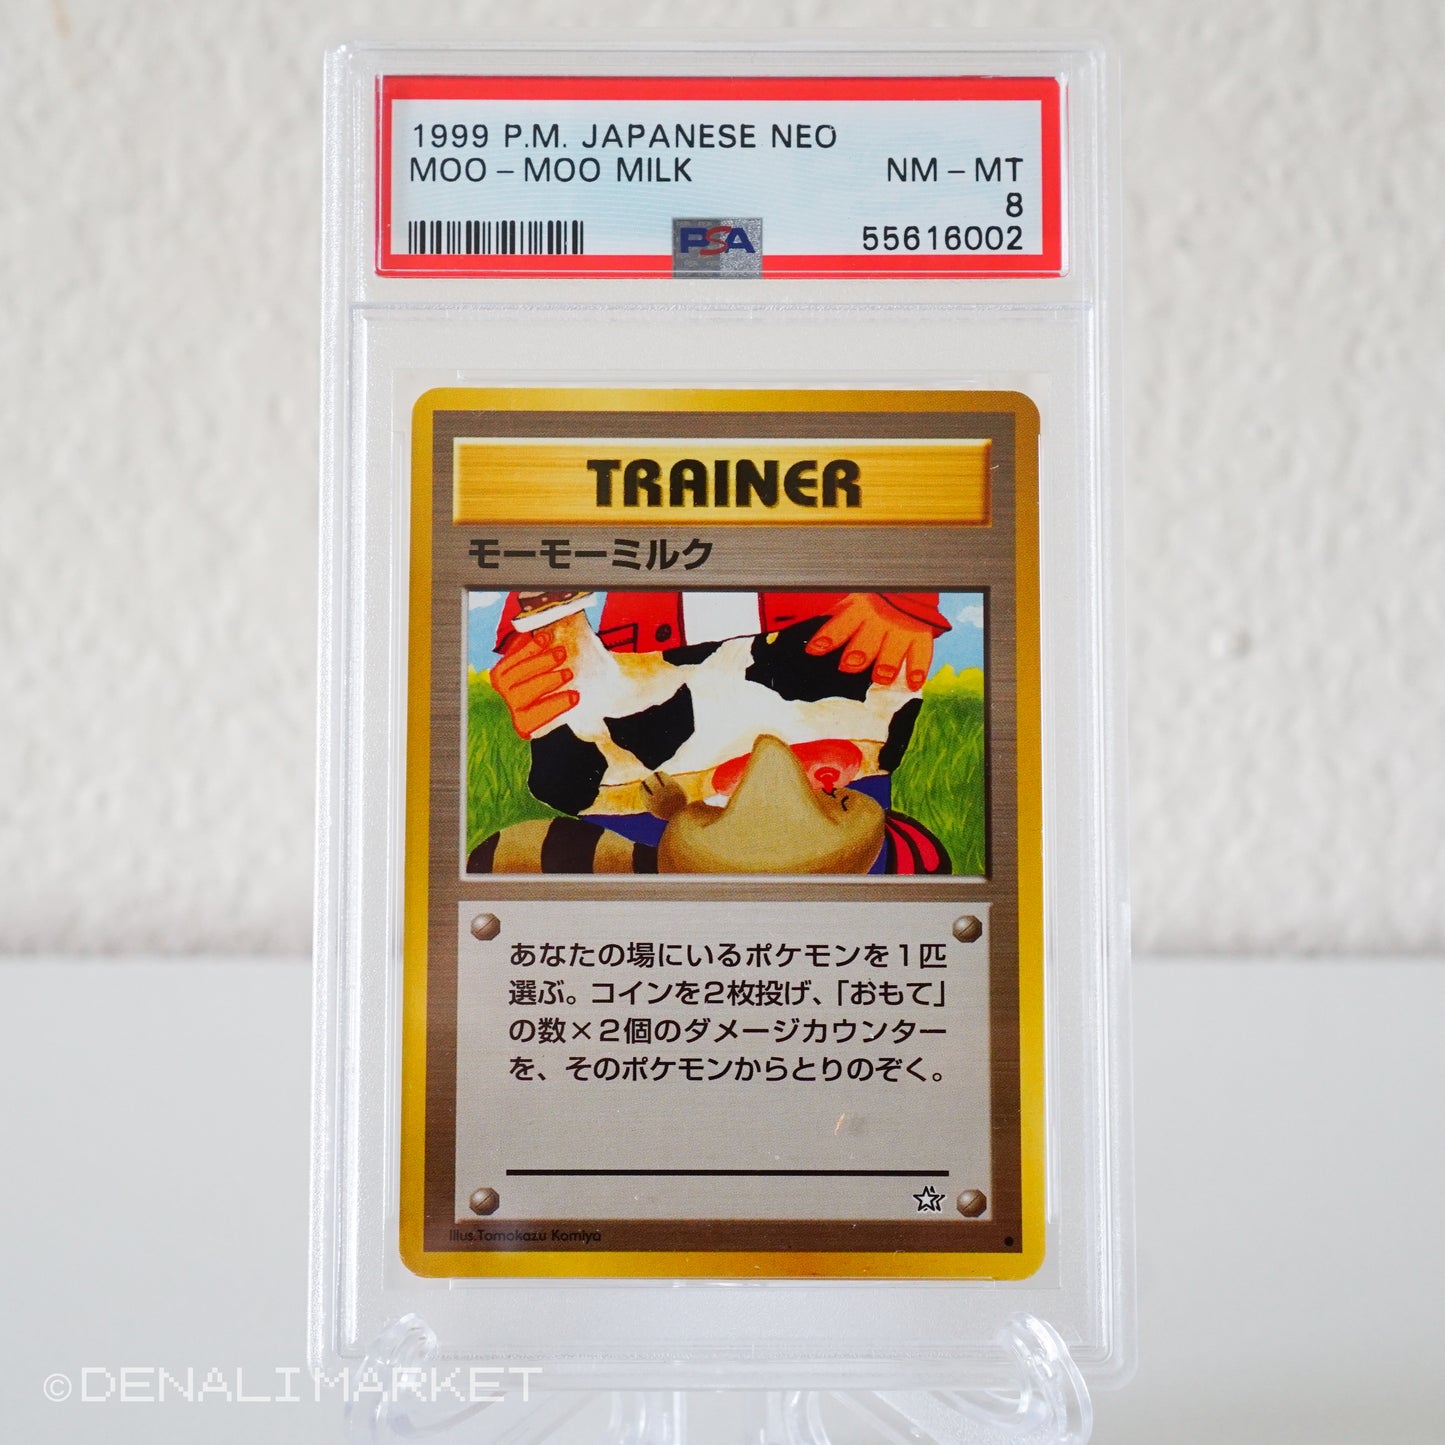 1999 P.M. JAPANESE NEO
MOO-MOO MILK NM-MT
8
PSA 55616002
TRAINER
モーモーミルク
あなたの場にいるポケモンを1匹
選ぶ。コインを2枚投げ、「おもて」
の数×2個のダメージカウンター
を、そのポケモンからとりのぞく。
Illus.Tomokazu Komiya
©DENALI MARKET